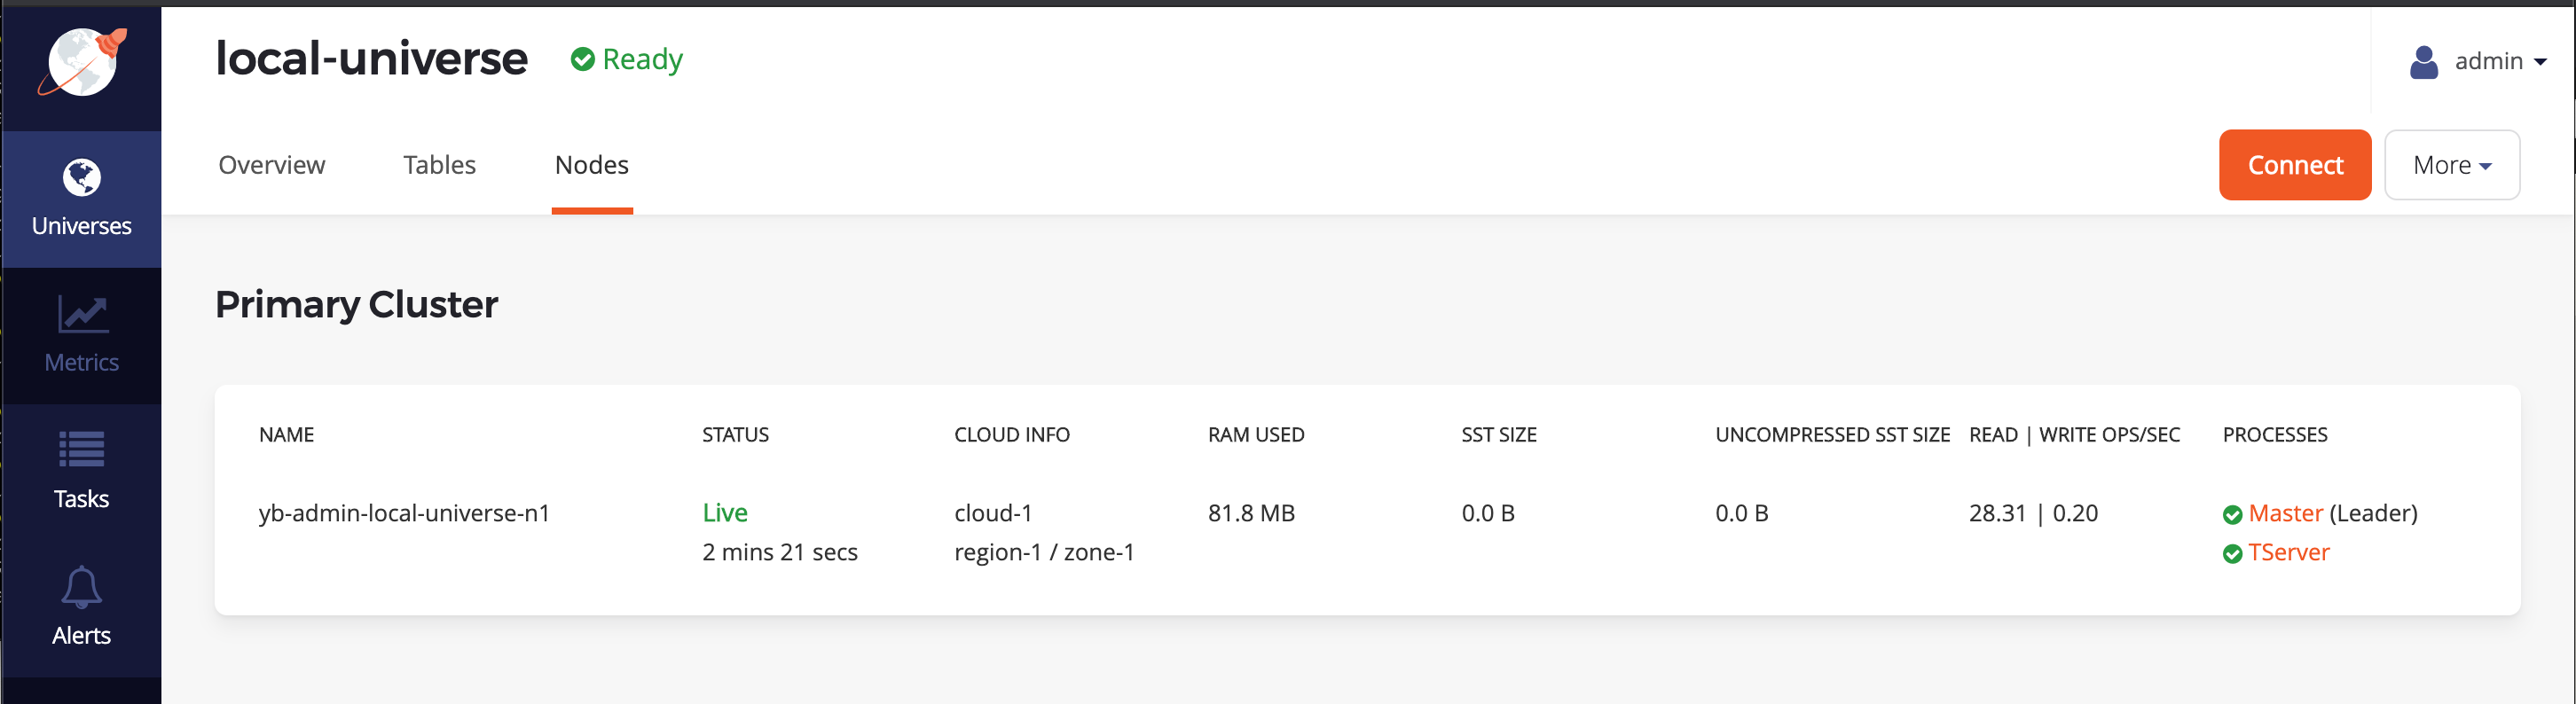 local-universe Ready
admin
Overview Tables Nodes
Connect More
Universes
Metrics
Tasks
Alerts
Primary Cluster
NAME STATUS CLOUD INFO RAM USED SST SIZE UNCOMPRESSED SST SIZE READ | WRITE OPS/SEC PROCESSES
yb-admin-local-universe-n1 Live cloud-1 81.8 MB 0.0 B 0.0 B 28.31 | 0.20 Master (Leader)
2 mins 21 secs region-1 / zone-1 TServer